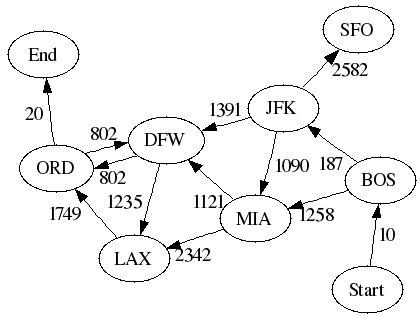 SFO
End
2582
JFK
20
1391
802
DFW
ORD
802
1090
187
BOS
1749
1235
1121
MIA
1258
10
LAX
2342
Start